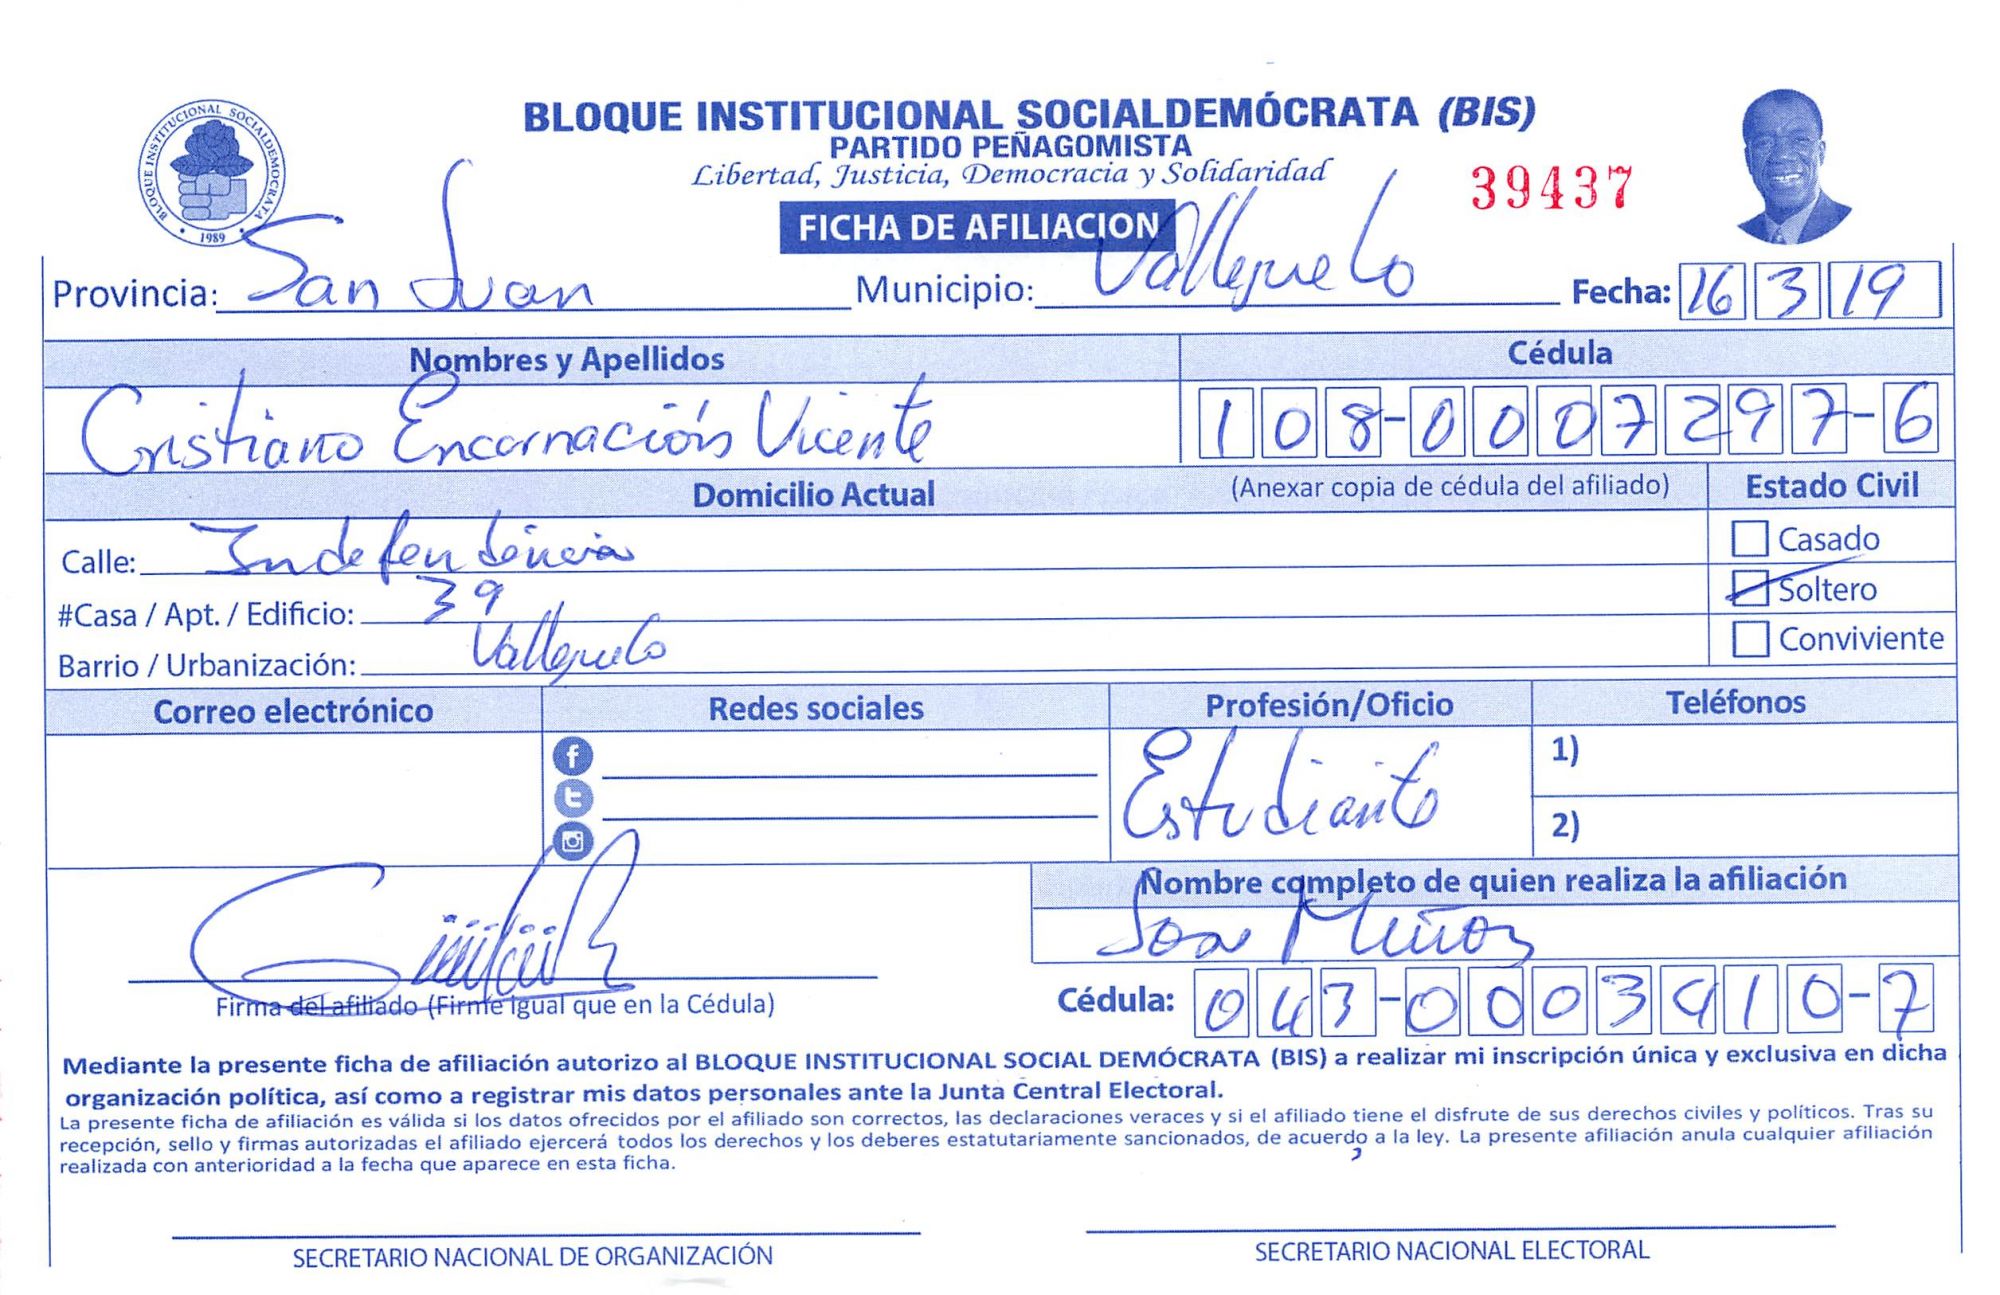 BLOQUE INSTITUCIONAL SOCIALDEMÓCRATA (BIS)
PARTIDO PEÑAGOMISTA
Libertad, Justicia, Democracia y Solidaridad
BLOQUE INSTITUCIONAL SOCIALDEMOCRATA
1989
39437
FICHA DE AFILIACION
Provincia: San Juan Municipio: Vallejuelo Fecha: 16 3 19
Nombres y Apellidos Cédula
Cristiano Encarnación Vicente 108-0007297-6
Domicilio Actual (Anexar copia de cédula del afiliado) Estado Civil
Calle: Independencia Casado
#Casa / Apt. / Edificio: 39 Soltero
Barrio / Urbanización: Vallejuelo Conviviente
Correo electrónico Redes sociales Profesión/Oficio Teléfonos
Estudiante
1)
2)
Nombre completo de quien realiza la afiliación
Muñoz
Firma del afiliado (Firme igual que en la Cédula)
Cédula: 043-0003910-7
Mediante la presente ficha de afiliación autorizo al BLOQUE INSTITUCIONAL SOCIAL DEMÓCRATA (BIS) a realizar mi inscripción única y exclusiva en dicha
organización política, así como a registrar mis datos personales ante la Junta Central Electoral.
La presente ficha de afiliación es válida si los datos ofrecidos por el afiliado son correctos, las declaraciones veraces y si el afiliado tiene el disfrute de sus derechos civiles y políticos. Tras su
recepción, sello y firmas autorizadas el afiliado ejercerá todos los derechos y los deberes estatutariamente sancionados, de acuerdo a la ley. La presente afiliación anula cualquier afiliación
realizada con anterioridad a la fecha que aparece en esta ficha.
SECRETARIO NACIONAL DE ORGANIZACIÓN SECRETARIO NACIONAL ELECTORAL